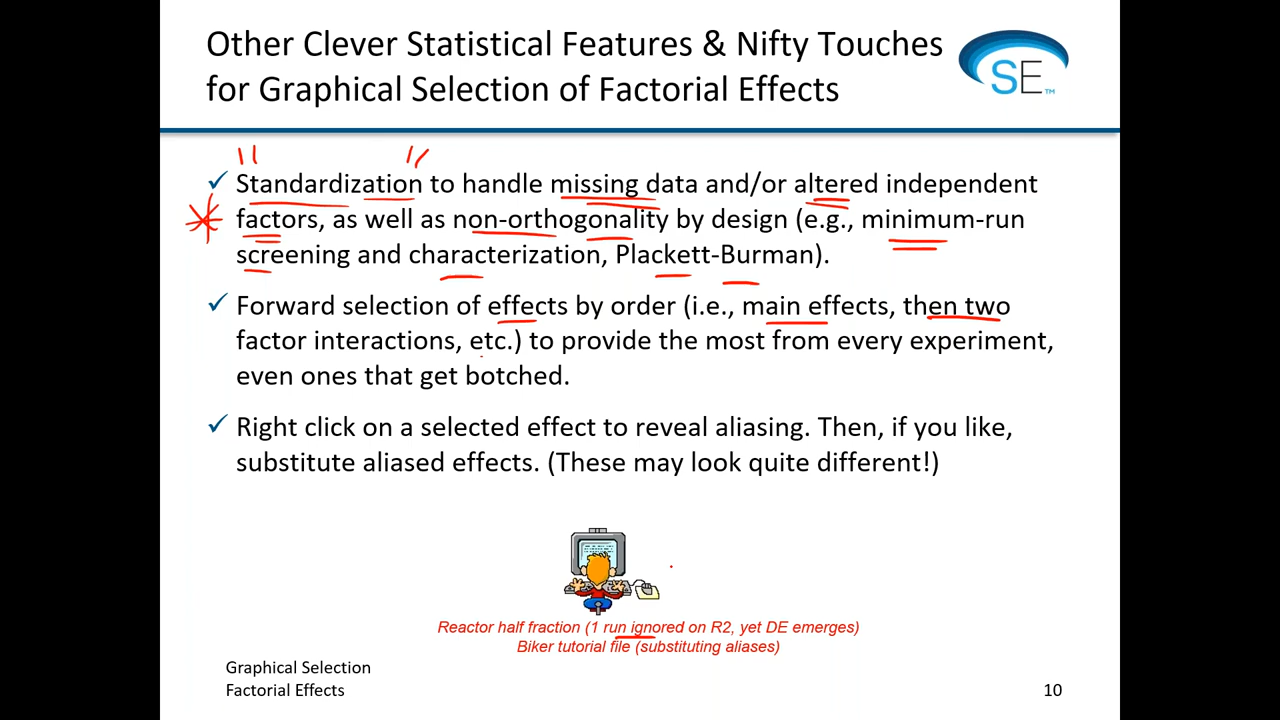 Other Clever Statistical Features & Nifty Touches
for Graphical Selection of Factorial Effects
SE™
✓ Standardization to handle missing data and/or altered independent
factors, as well as non-orthogonality by design (e.g., minimum-run
screening and characterization, Plackett-Burman).
✓ Forward selection of effects by order (i.e., main effects, then two
factor interactions, etc.) to provide the most from every experiment,
even ones that get botched.
✓ Right click on a selected effect to reveal aliasing. Then, if you like,
substitute aliased effects. (These may look quite different!)
Reactor half fraction (1 run ignored on R2, yet DE emerges)
Biker tutorial file (substituting aliases)
Graphical Selection
Factorial Effects
10